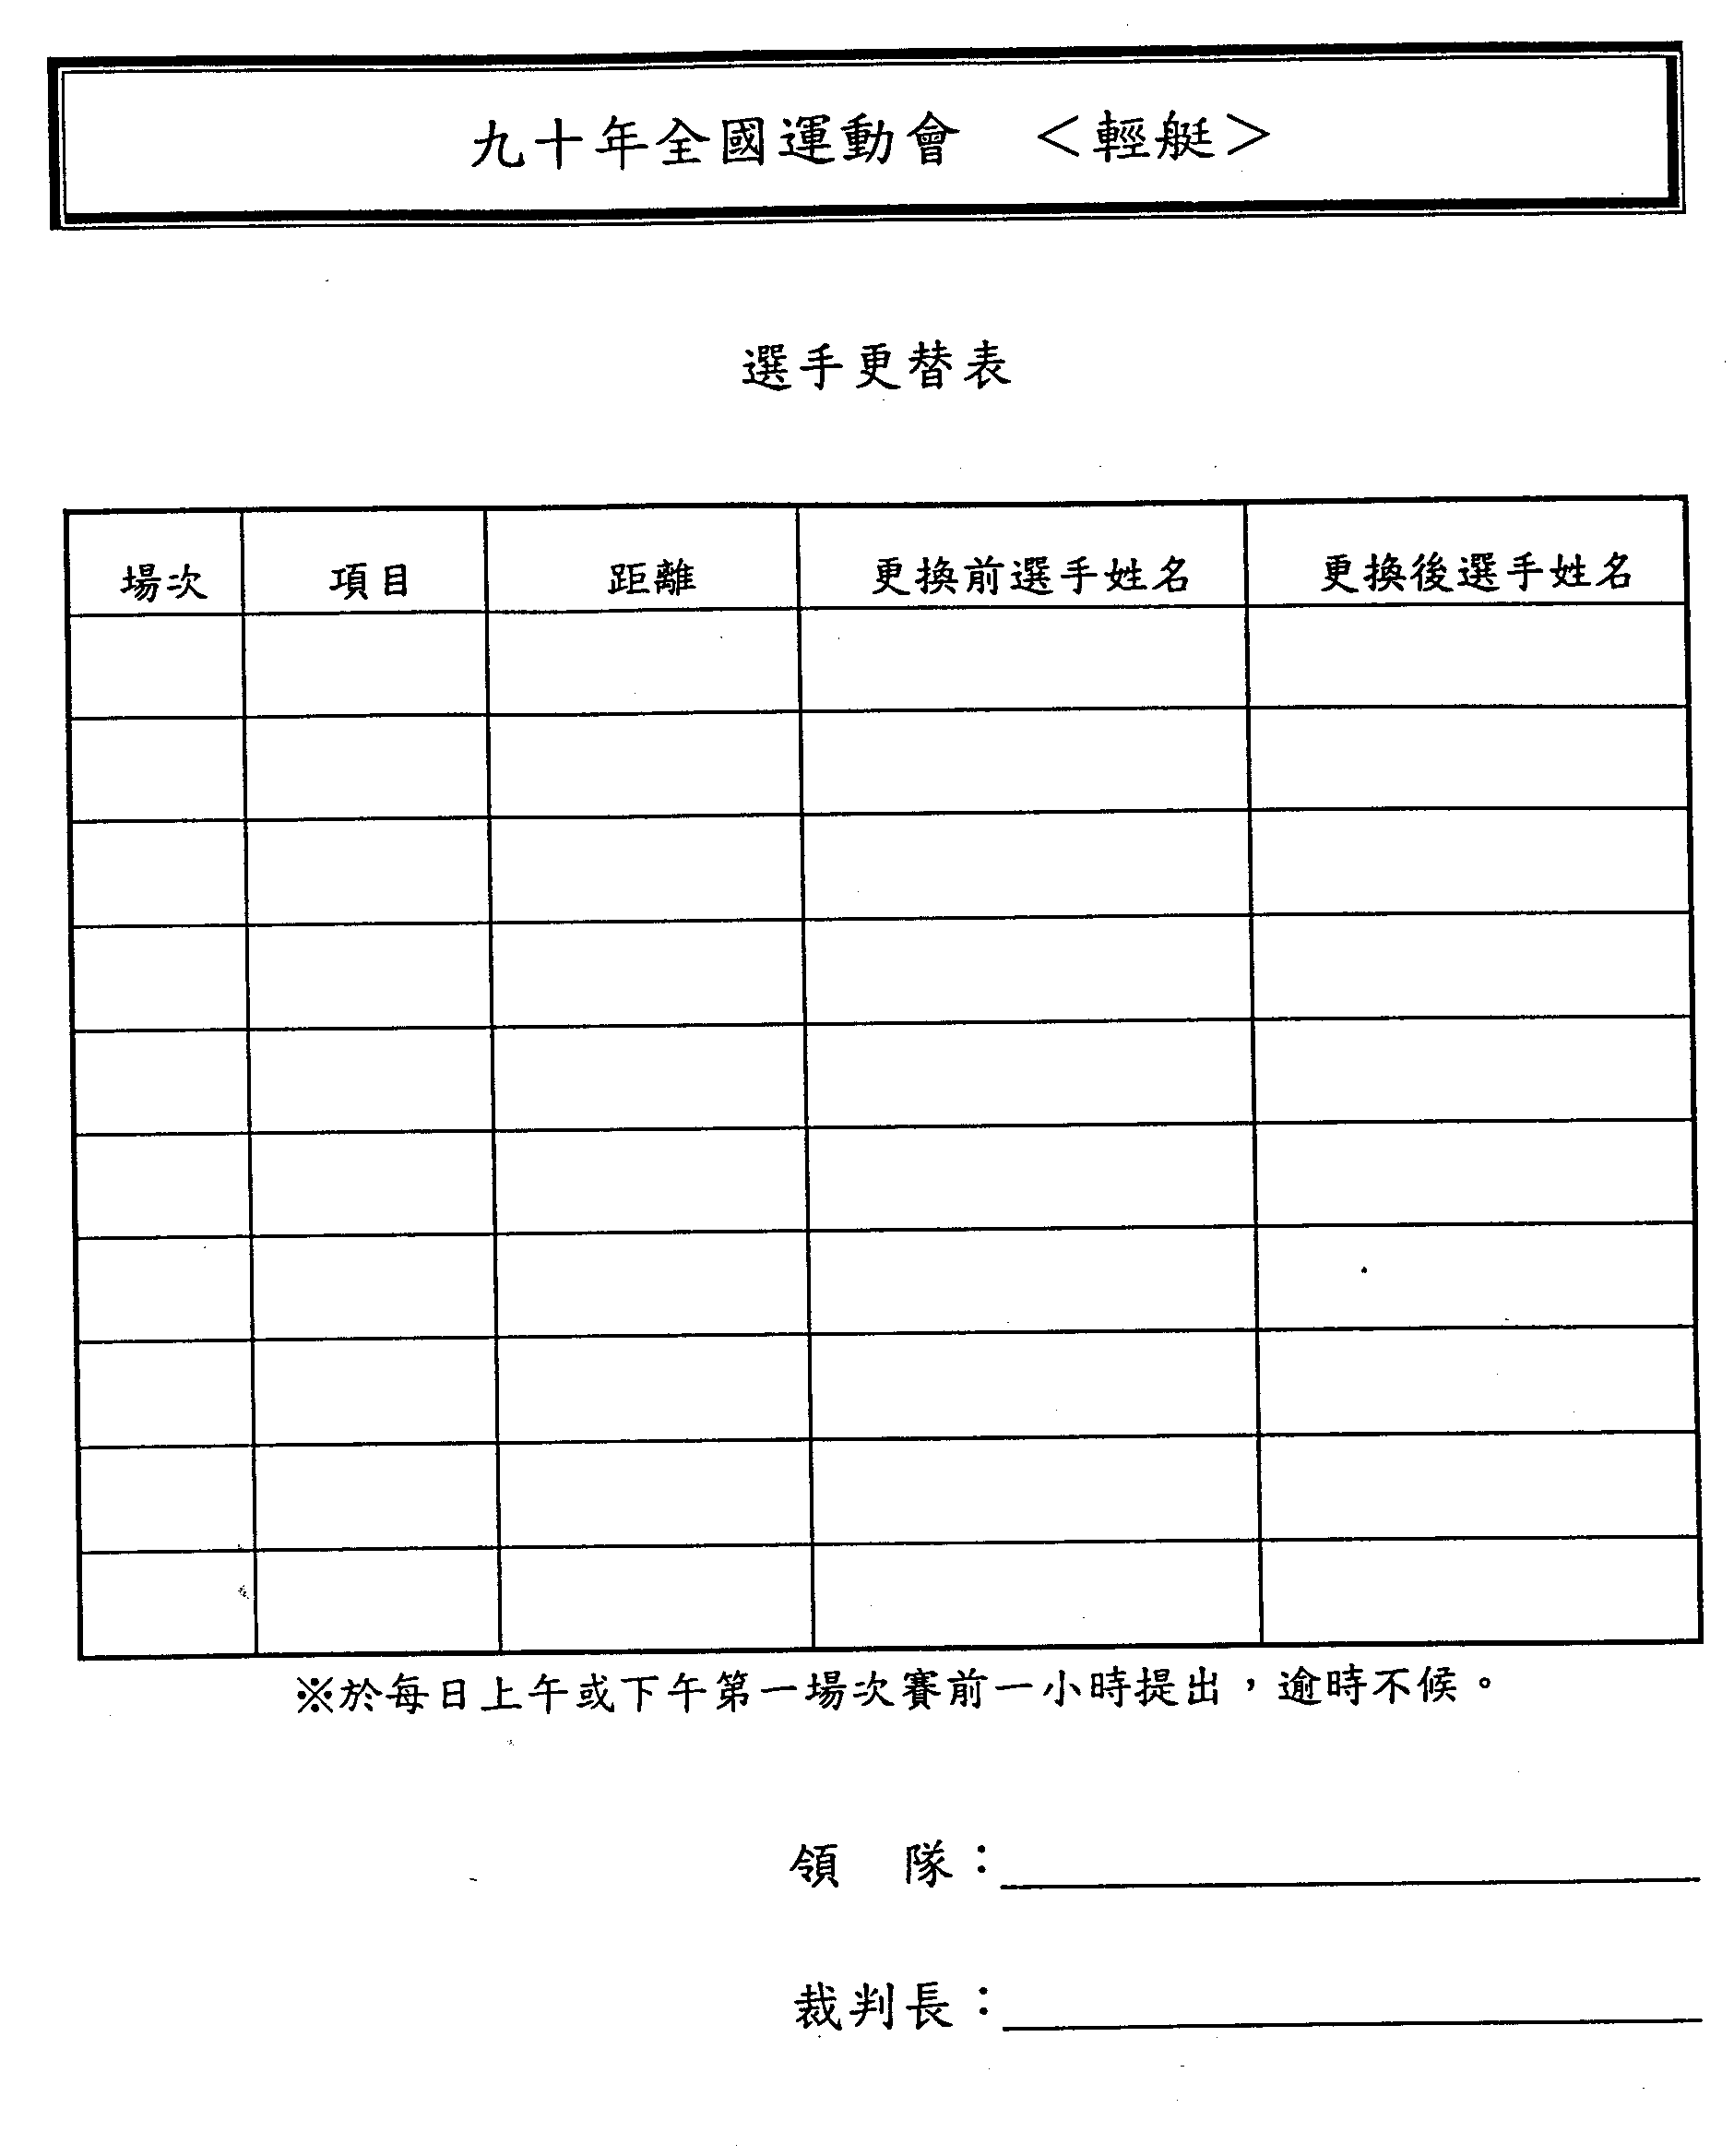 九十年全國運動會　＜輕艇＞
選手更替表
場次　項目　距離　更換前選手姓名　更換後選手姓名
※於每日上午或下午第一場次賽前一小時提出，逾時不候。
領　隊：
裁判長：